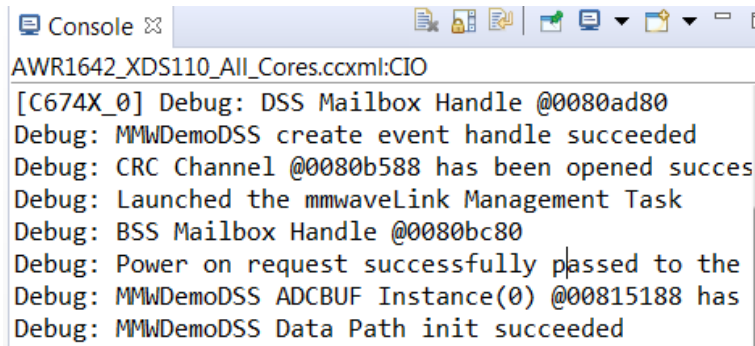 Console
AWR1642_XDS110_All_Cores.ccxml:CIO
[C674X_0] Debug: DSS Mailbox Handle @0080ad80
Debug: MMWDemoDSS create event handle succeeded
Debug: CRC Channel @0080b588 has been opened succes
Debug: Launched the mmwaveLink Management Task
Debug: BSS Mailbox Handle @0080bc80
Debug: Power on request successfully passed to the
Debug: MMWDemoDSS ADCBUF Instance(0) @00815188 has
Debug: MMWDemoDSS Data Path init succeeded